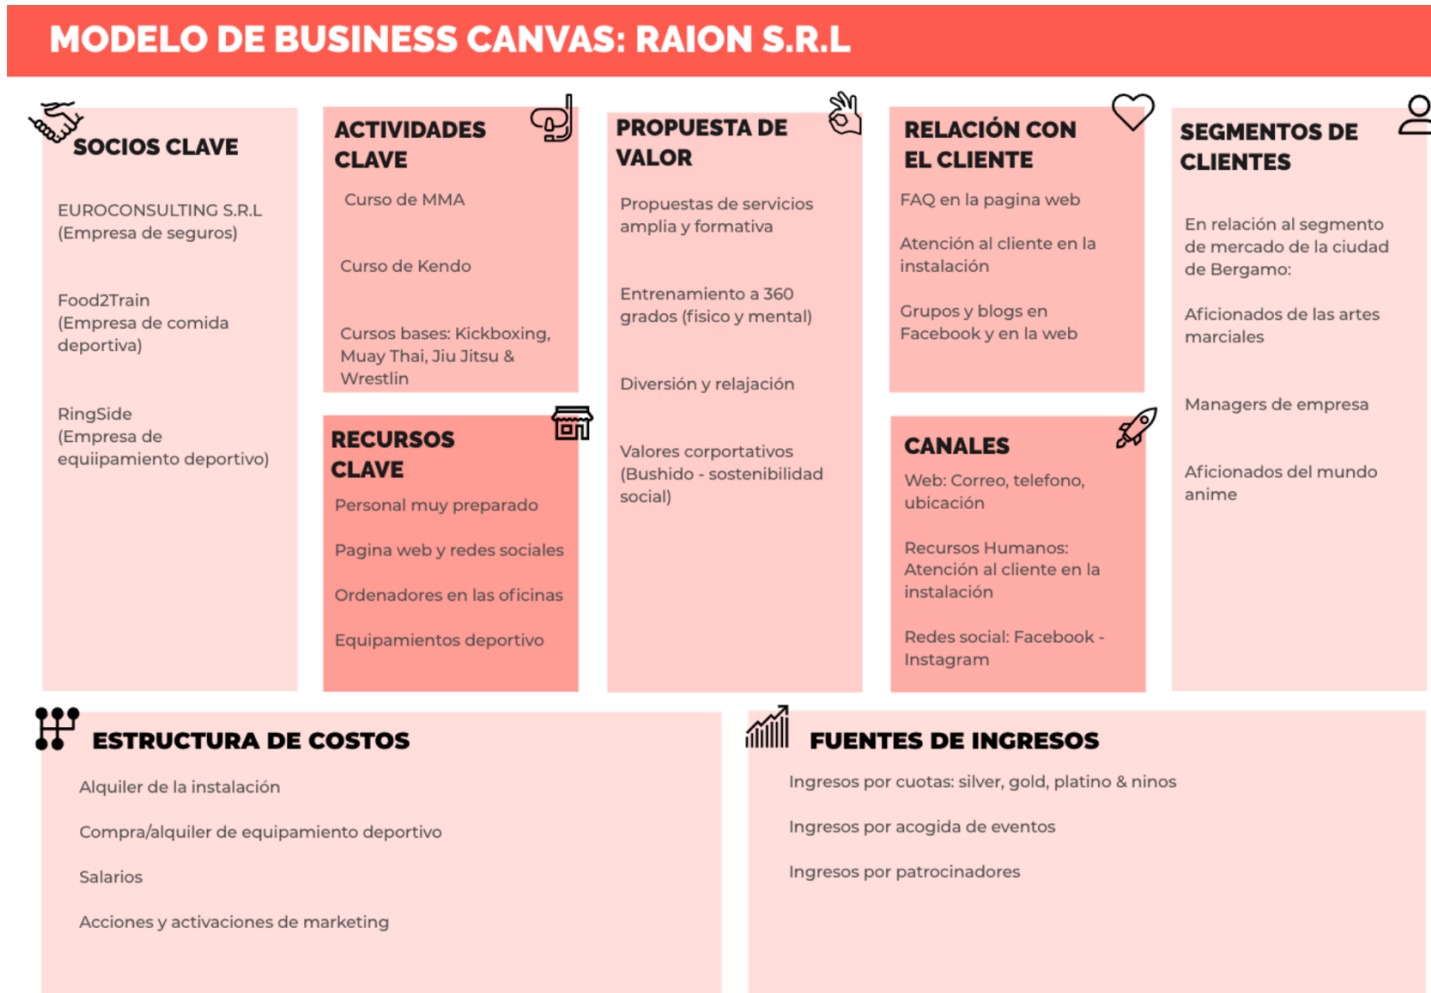 MODELO DE BUSINESS CANVAS: RAION S.R.L
SOCIOS CLAVE
EUROCONSULTING S.R.L
(Empresa de seguros)
Food2Train
(Empresa de comida
deportiva)
RingSide
(Empresa de
equiipamiento deportivo)
ACTIVIDADES
CLAVE
Curso de MMA
Curso de Kendo
Cursos bases: Kickboxing,
Muay Thai, Jiu Jitsu &
Wrestlin
RECURSOS
CLAVE
Personal muy preparado
Pagina web y redes sociales
Ordenadores en las oficinas
Equipamientos deportivo
PROPUESTA DE
VALOR
Propuestas de servicios
amplia y formativa
Entrenamiento a 360
grados (fisico y mental)
Diversión y relajación
Valores corportativos
(Bushido - sostenibilidad
social)
RELACIÓN CON
EL CLIENTE
FAQ en la pagina web
Atención al cliente en la
instalación
Grupos y blogs en
Facebook y en la web
CANALES
Web: Correo, telefono,
ubicación
Recursos Humanos:
Atención al cliente en la
instalación
Redes social: Facebook -
Instagram
SEGMENTOS DE
CLIENTES
En relación al segmento
de mercado de la ciudad
de Bergamo:
Aficionados de las artes
marciales
Managers de empresa
Aficionados del mundo
anime
ESTRUCTURA DE COSTOS
Alquiler de la instalación
Compra/alquiler de equipamiento deportivo
Salarios
Acciones y activaciones de marketing
FUENTES DE INGRESOS
Ingresos por cuotas: silver, gold, platino & ninos
Ingresos por acogida de eventos
Ingresos por patrocinadores